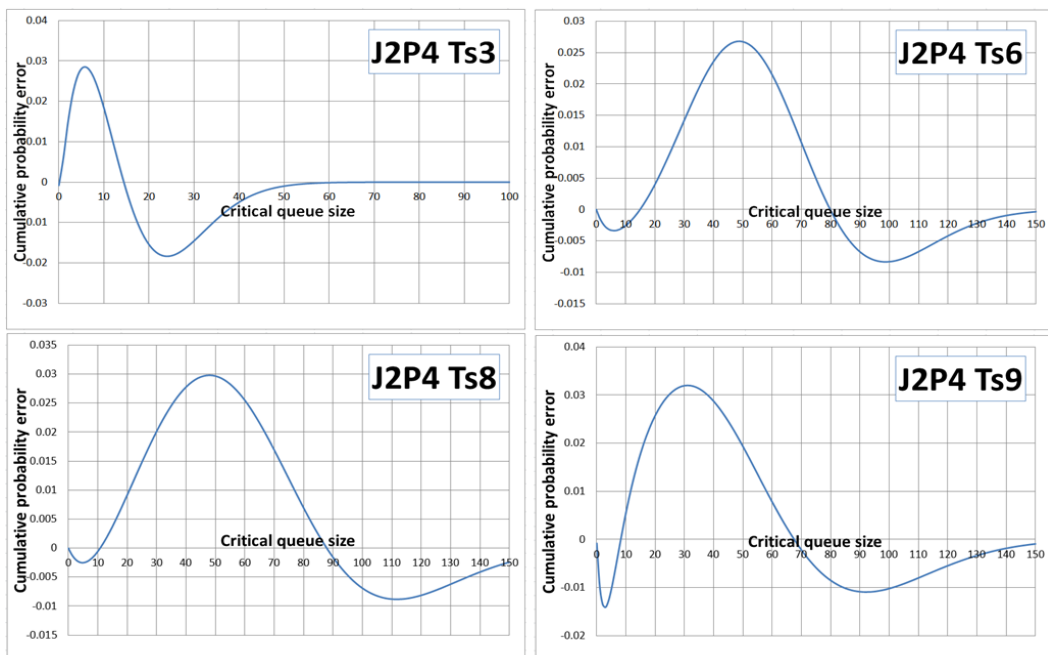 J2P4 Ts3
Cumulative probability error
0.04
0.03
0.02
0.01
0
-0.01
-0.02
-0.03
0 10 20 30 40 50 60 70 80 90 100
Critical queue size
J2P4 Ts6
Cumulative probability error
0.03
0.025
0.02
0.015
0.01
0.005
0
-0.005
-0.01
-0.015
0 10 20 30 40 50 60 70 80 90 100 110 120 130 140 150
Critical queue size
J2P4 Ts8
Cumulative probability error
0.035
0.03
0.025
0.02
0.015
0.01
0.005
0
-0.005
-0.01
-0.015
0 10 20 30 40 50 60 70 80 90 100 110 120 130 140 150
Critical queue size
J2P4 Ts9
Cumulative probability error
0.04
0.03
0.02
0.01
0
-0.01
-0.02
0 10 20 30 40 50 60 70 80 90 100 110 120 130 140 150
Critical queue size